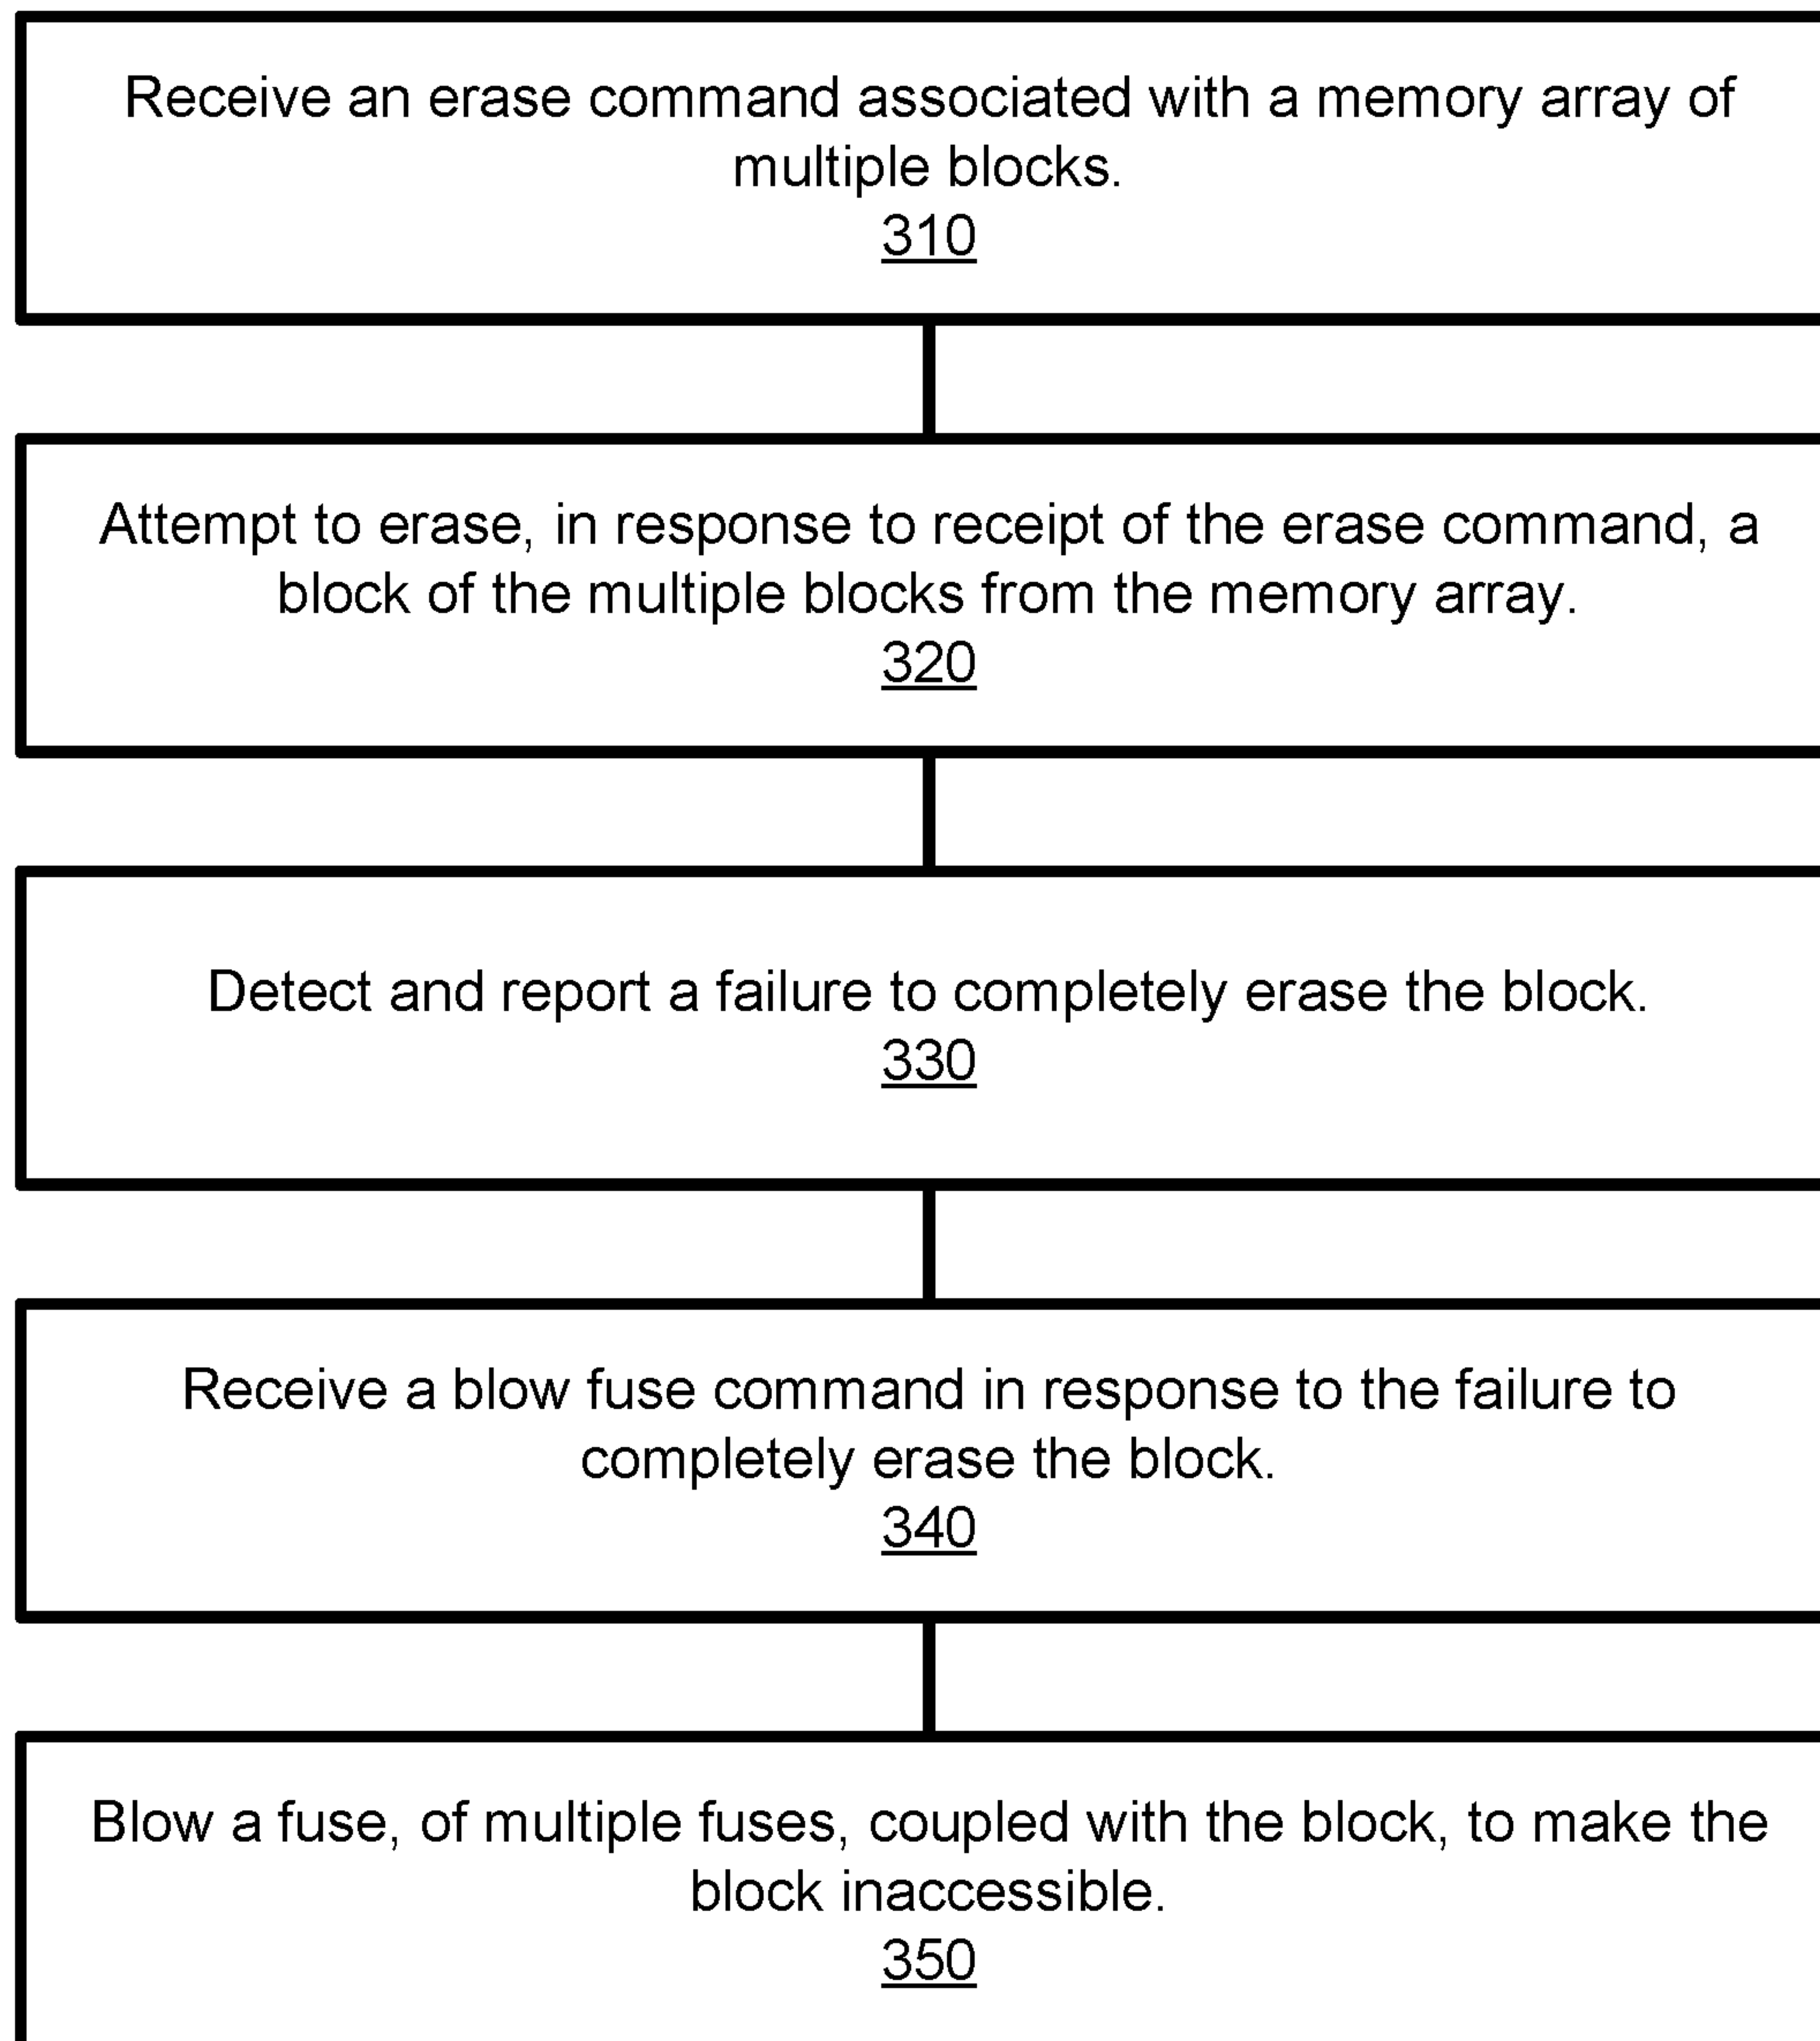 Receive an erase command associated with a memory array of
multiple blocks.
310
Attempt to erase, in response to receipt of the erase command, a
block of the multiple blocks from the memory array.
320
Detect and report a failure to completely erase the block.
330
Receive a blow fuse command in response to the failure to
completely erase the block.
340
Blow a fuse, of multiple fuses, coupled with the block, to make the
block inaccessible.
350